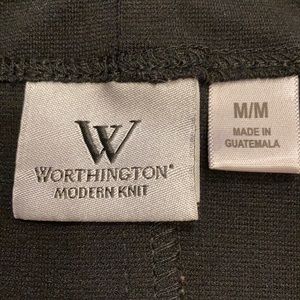 W
WORTHINGTON®
MODERN KNIT
M/M
MADE IN
GUATEMALA